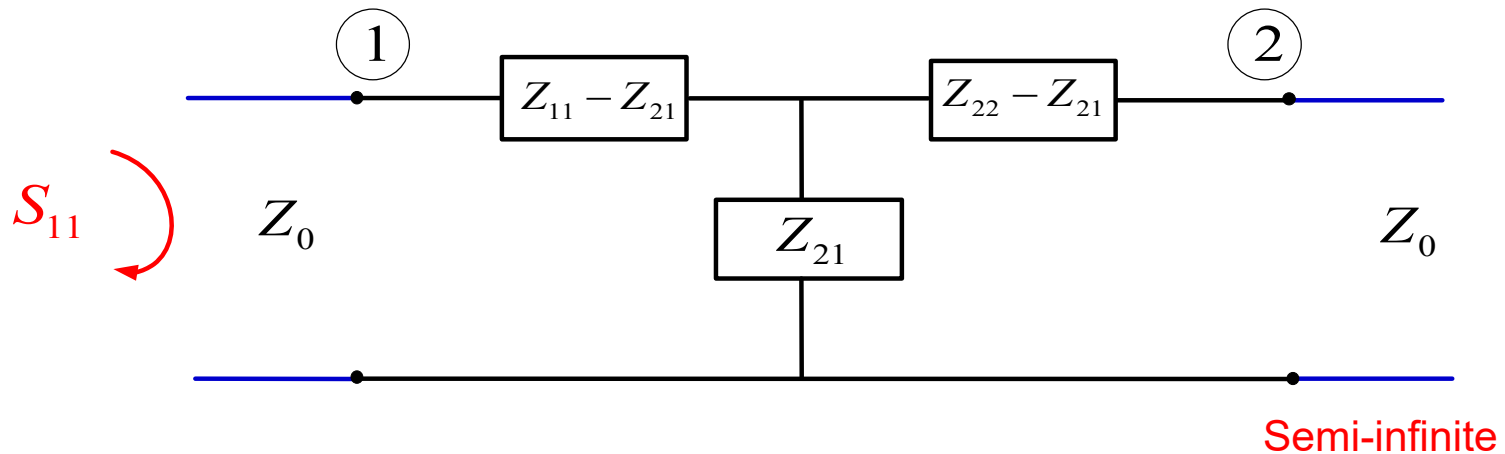 1
2
Z₁₁ − Z₂₁
Z₂₂ − Z₂₁
S₁₁
Z₀
Z₂₁
Z₀
Semi-infinite